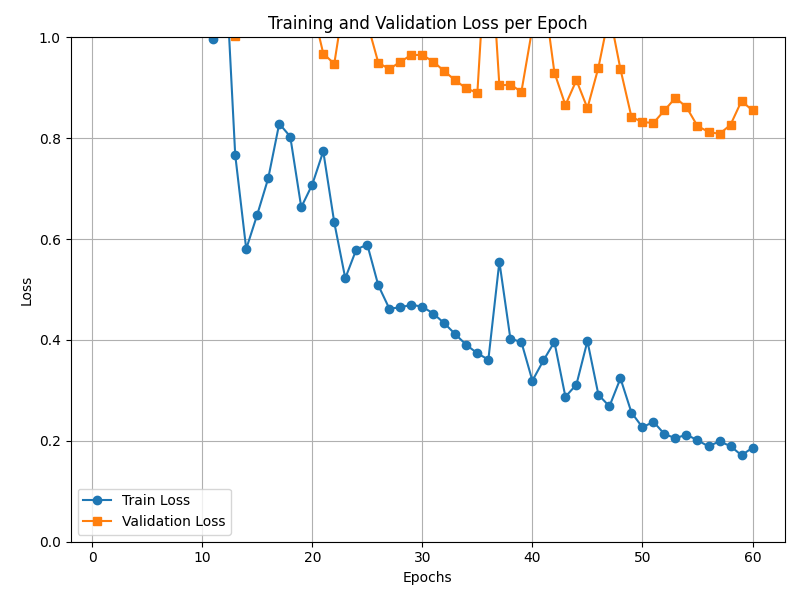 Training and Validation Loss per Epoch
1.0
0.8
0.6
0.4
0.2
0.0
Loss
Train Loss
Validation Loss
0 10 20 30 40 50 60
Epochs